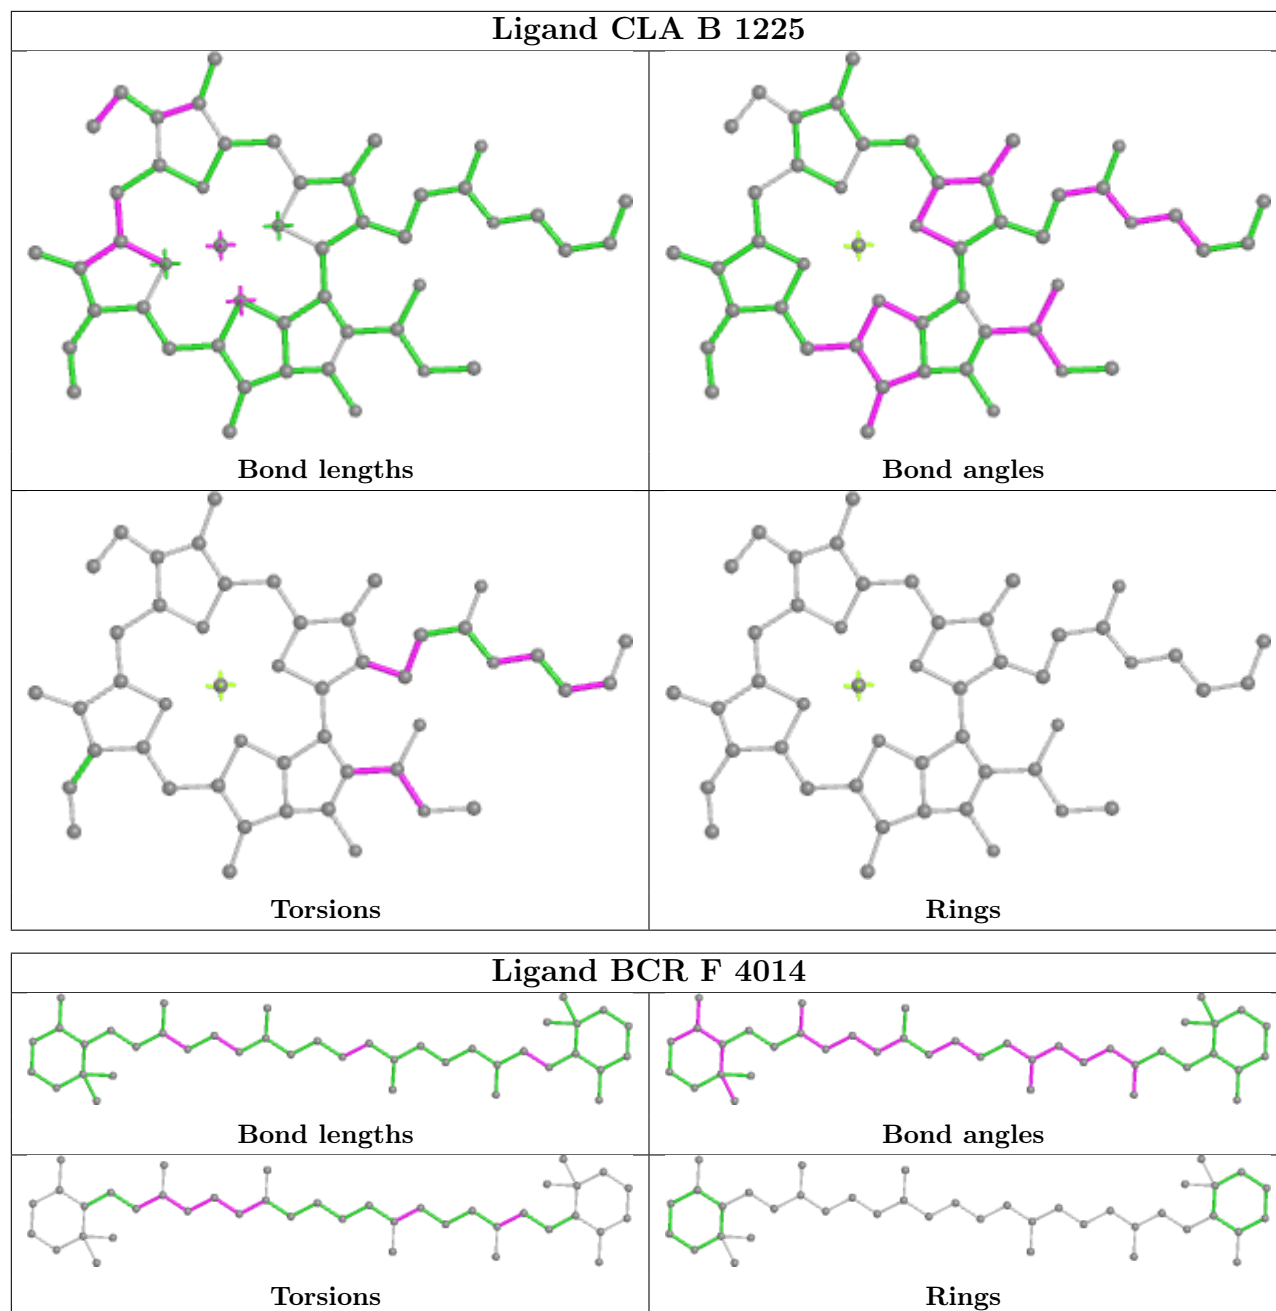 Ligand CLA B 1225
Bond lengths
Bond angles
Torsions
Rings
Ligand BCR F 4014
Bond lengths
Bond angles
Torsions
Rings